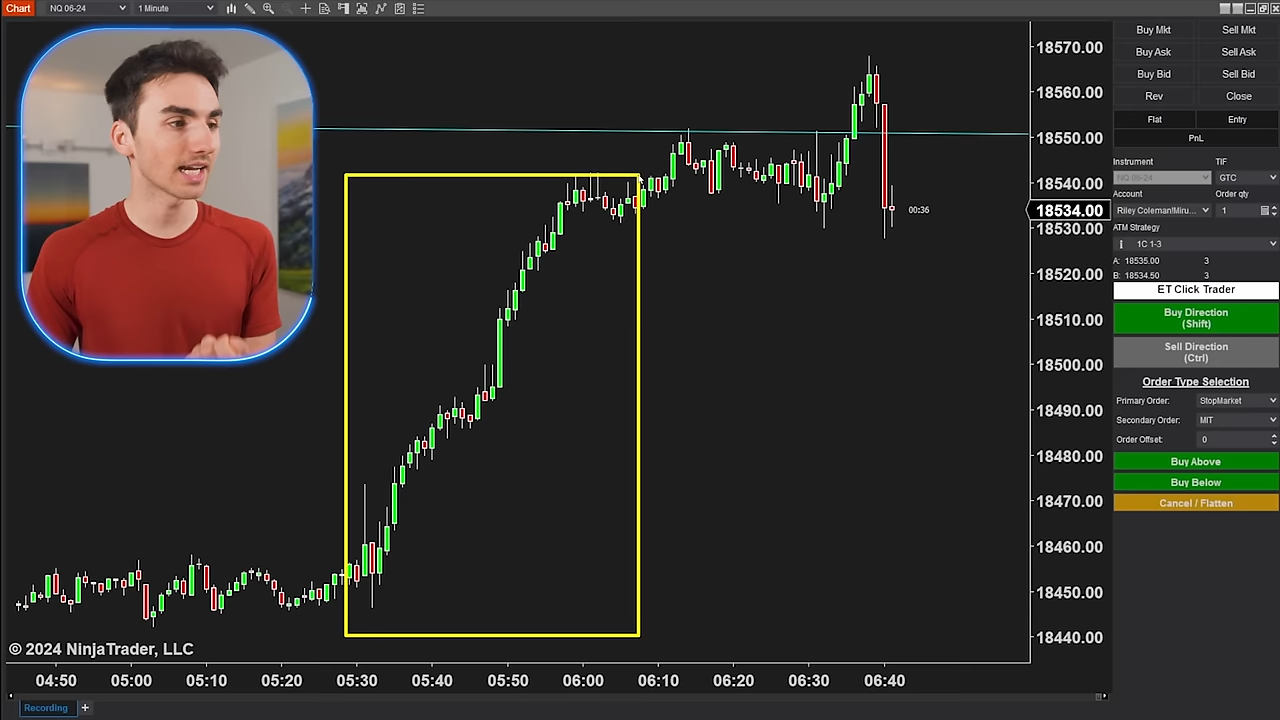 Chart NQ 06-24 1 Minute
18570.00
18560.00
18550.00
18540.00
18534.00
18530.00
18520.00
18510.00
18500.00
18490.00
18480.00
18470.00
18460.00
18450.00
18440.00
00:36
© 2024 NinjaTrader, LLC
04:50 05:00 05:10 05:20 05:30 05:40 05:50 06:00 06:10 06:20 06:30 06:40
Recording +
Buy Mkt Sell Mkt
Buy Ask Sell Ask
Buy Bid Sell Bid
Rev Close
Flat Entry
PnL
Instrument TIF
NQ 06-24 GTC
Account Order qty
Riley Coleman!Miru... 1
ATM Strategy
1C 1-3
A: 18535.00 3
B: 18534.50 3
ET Click Trader
Buy Direction
(Shift)
Sell Direction
(Ctrl)
Order Type Selection
Primary Order: StopMarket
Secondary Order: MIT
Order Offset: 0
Buy Above
Buy Below
Cancel / Flatten